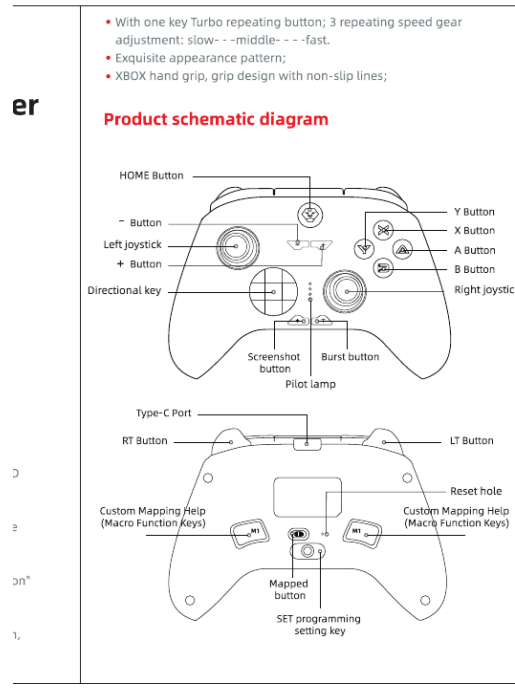 • With one key Turbo repeating button; 3 repeating speed gear
adjustment: slow- - -middle- - - -fast.
• Exquisite appearance pattern;
• XBOX hand grip, grip design with non-slip lines;
er
Product schematic diagram
HOME Button
- Button
Left joystick
+ Button
Directional key
Y Button
X Button
A Button
B Button
Right joystic
Screenshot
button
Burst button
Pilot lamp
Type-C Port
RT Button
LT Button
Reset hole
Custom Mapping Help
(Macro Function Keys)
Custom Mapping Help
(Macro Function Keys)
M1
M1
Mapped
button
SET programming
setting key
e
on"
n,